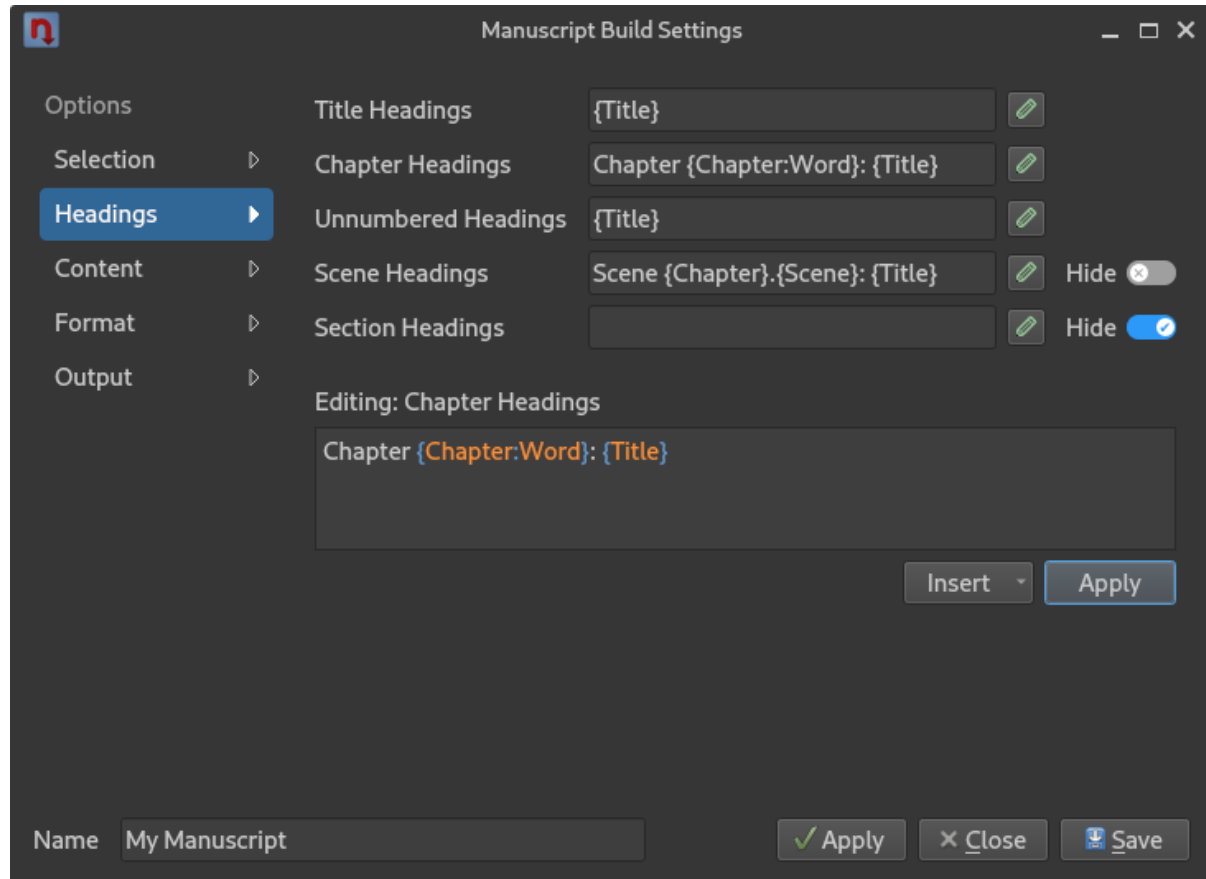 Manuscript Build Settings
Options
Selection
Headings
Content
Format
Output
Title Headings {Title}
Chapter Headings Chapter {Chapter:Word}: {Title}
Unnumbered Headings {Title}
Scene Headings Scene {Chapter}.{Scene}: {Title} Hide
Section Headings Hide
Editing: Chapter Headings
Chapter {Chapter:Word}: {Title}
Insert Apply
Name My Manuscript Apply Close Save